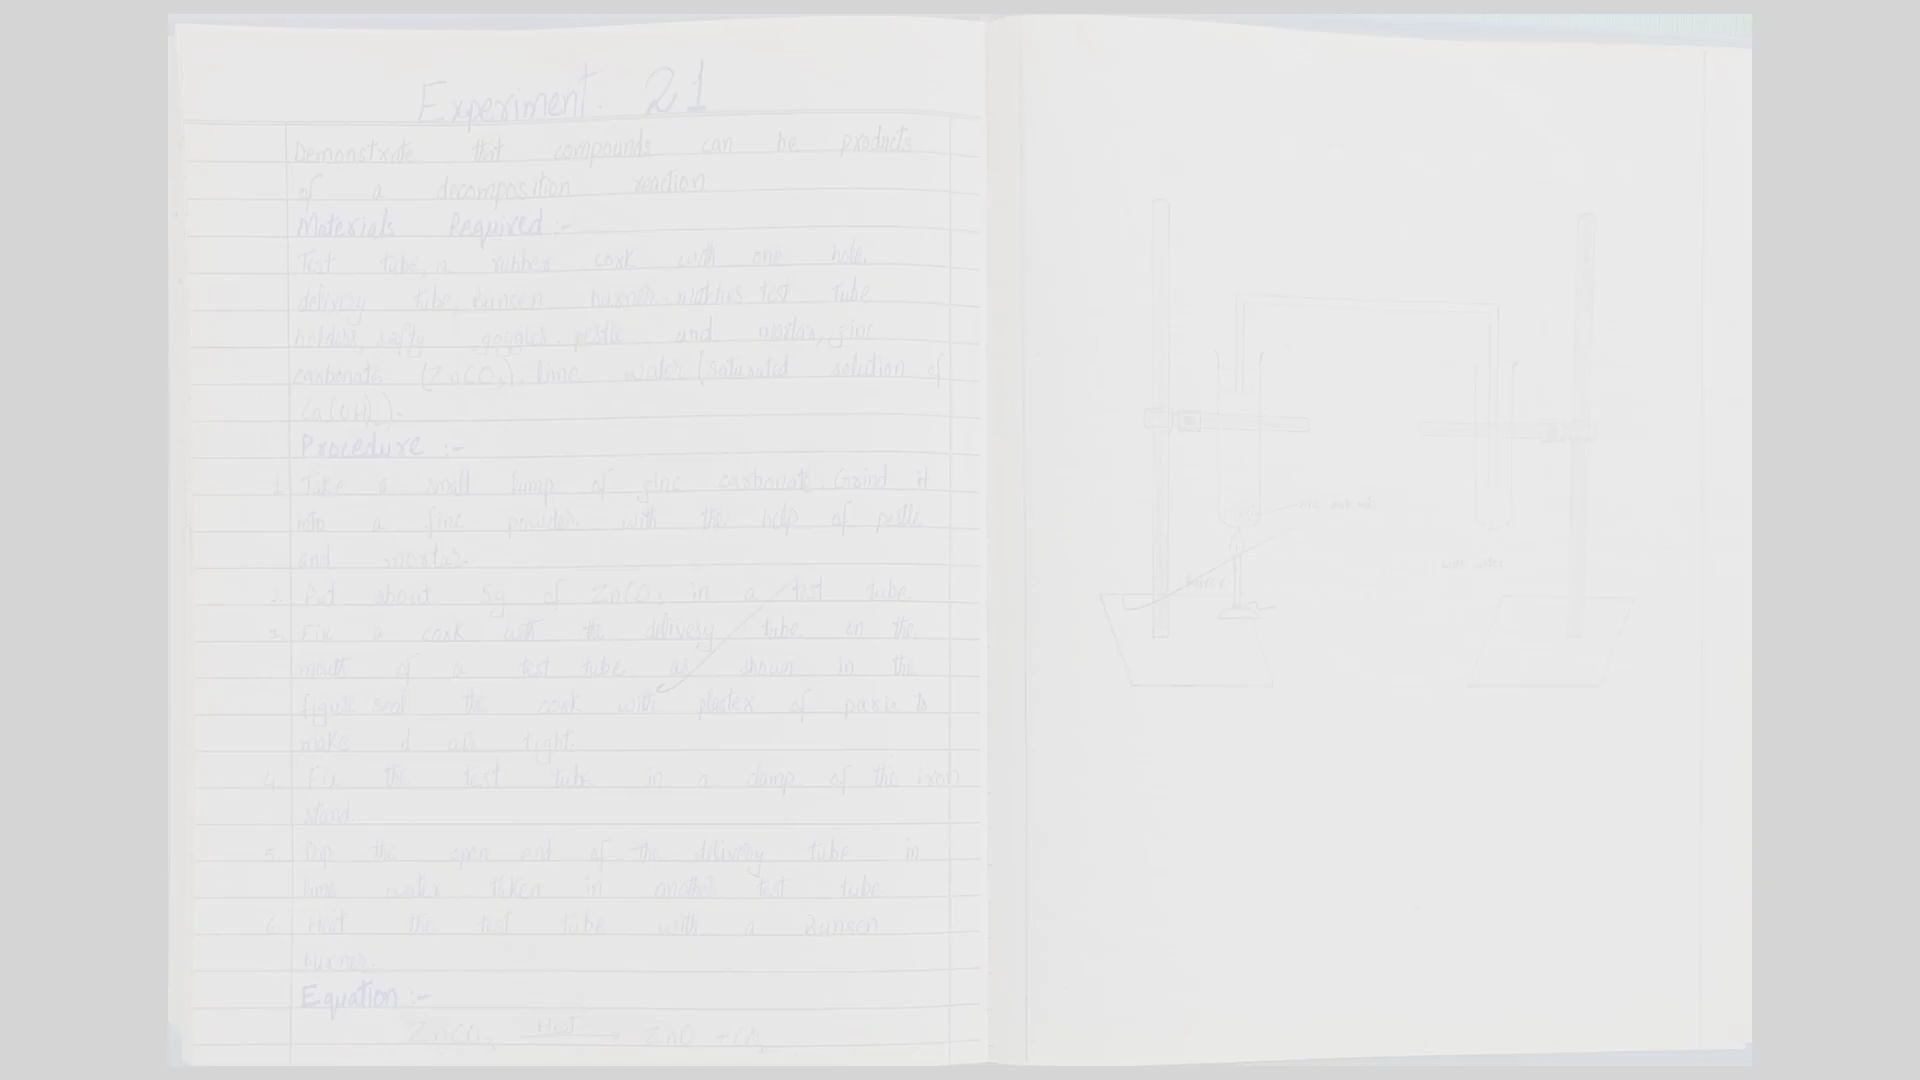 Experiment. 21
Demonstrate that compounds can be products
of a decomposition reaction
Materials Required :-
Test tube, a rubber cork with one hole,
delivery tube, Bunsen burner, matches test tube
holders, safty goggles, pestle and mortar, zinc
carbonate (ZnCO3), lime water (saturated solution of
Ca(OH)2).
Procedure :-
1. Take a small lump of zinc carbonate. Grind it
into a fine powder with the help of pestle
and mortar.
2. Put about 5g of ZnCO3 in a test tube
3. Fix a cork with the delivery tube on the
mouth of a test tube as shown in the
figure seal the cork with plaster of paris to
make it air tight.
4. Fix the test tube in a clamp of the iron
stand.
5. Dip the open end of the delivery tube in
lime water taken in another test tube
6. Heat the test tube with a Bunsen
burner.
Equation :-
ZnCO3 Heat → ZnO + CO2
Burner
lime water